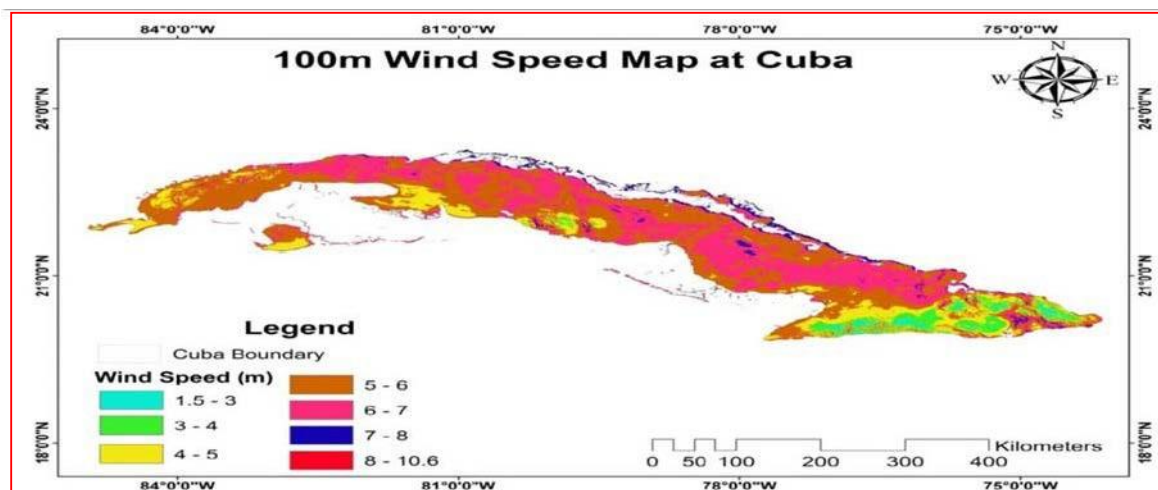 84°0'0"W 81°0'0"W 78°0'0"W 75°0'0"W
100m Wind Speed Map at Cuba
N
W E
S
24°0'0"N 24°0'0"N
21°0'0"N 21°0'0"N
18°0'0"N 18°0'0"N
Legend
Cuba Boundary
Wind Speed (m)
1.5 - 3
3 - 4
4 - 5
5 - 6
6 - 7
7 - 8
8 - 10.6
Kilometers
0 50 100 200 300 400
84°0'0"W 81°0'0"W 78°0'0"W 75°0'0"W